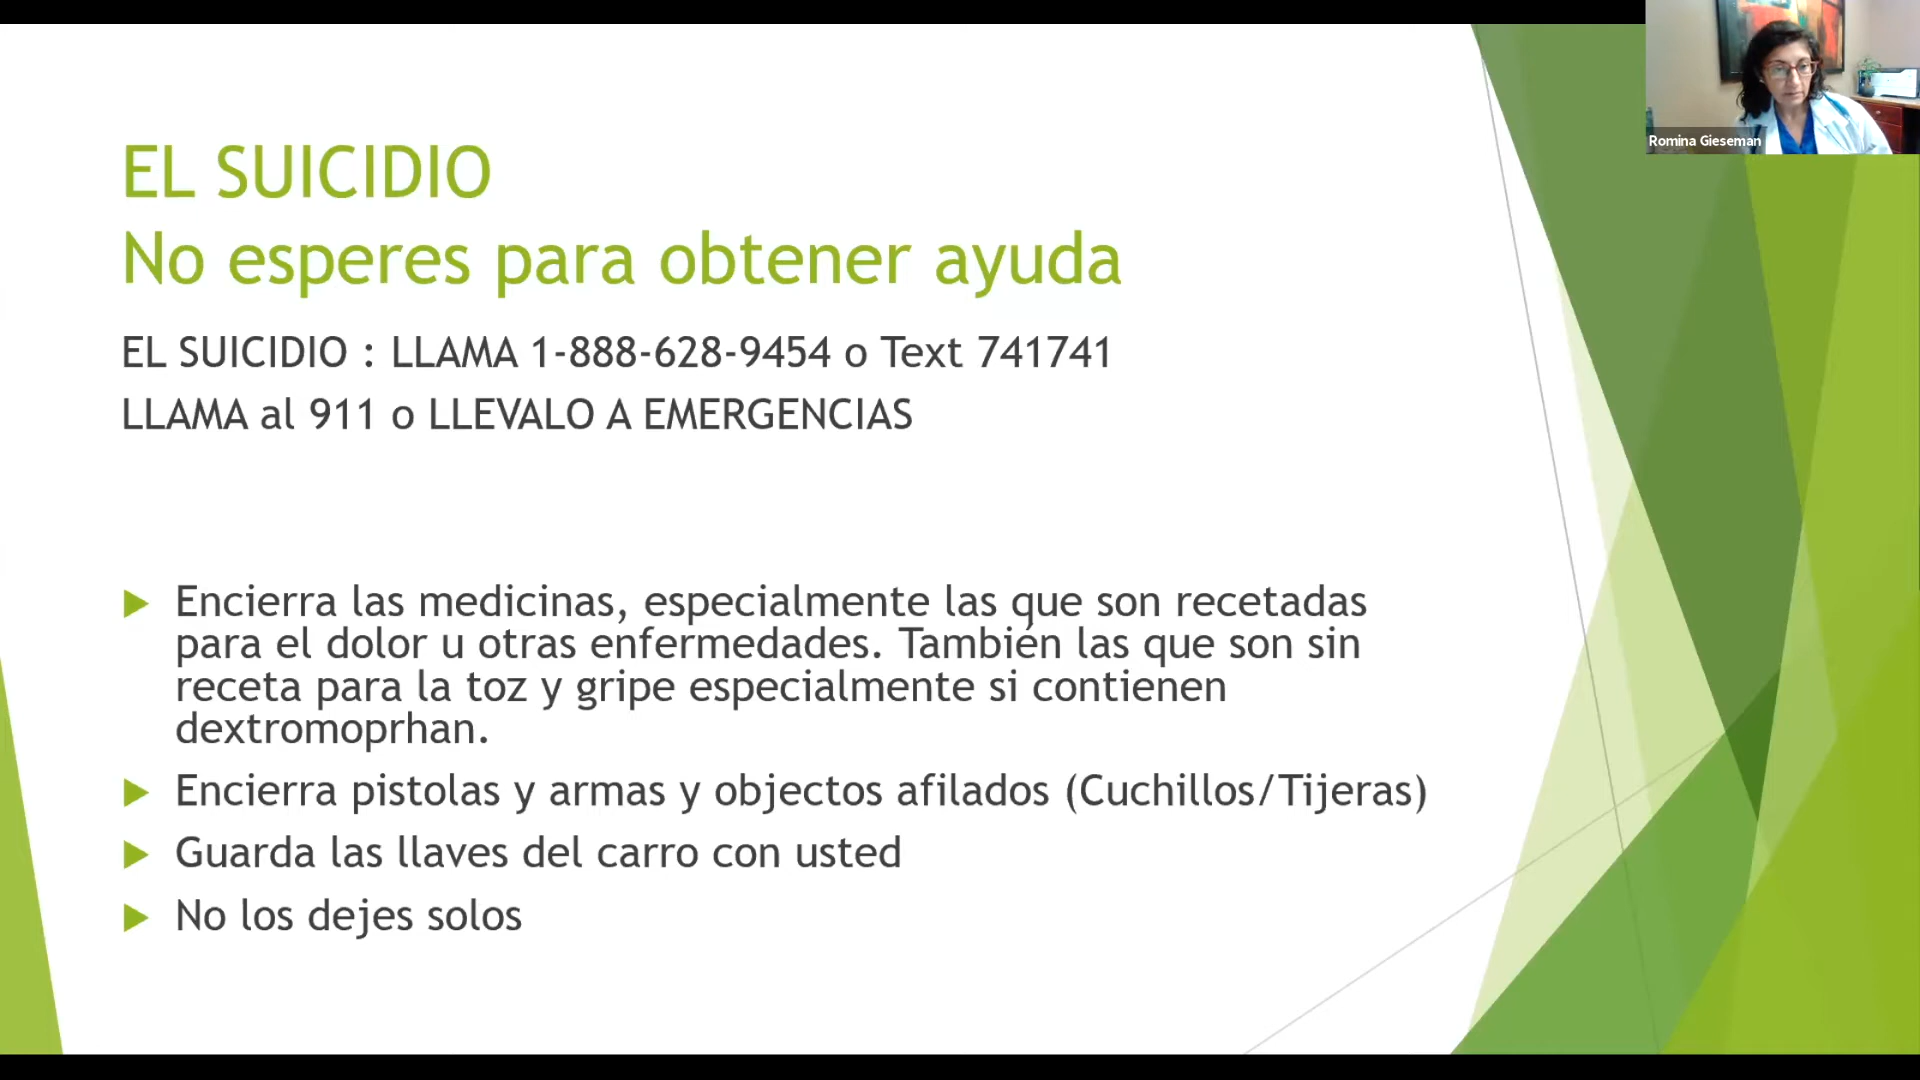 Romina Gieseman
EL SUICIDIO
No esperes para obtener ayuda
EL SUICIDIO : LLAMA 1-888-628-9454 o Text 741741
LLAMA al 911 o LLEVALO A EMERGENCIAS
Encierra las medicinas, especialmente las que son recetadas
para el dolor u otras enfermedades. También las que son sin
receta para la toz y gripe especialmente si contienen
dextromoprhan.
Encierra pistolas y armas y objectos afilados (Cuchillos/Tijeras)
Guarda las llaves del carro con usted
No los dejes solos